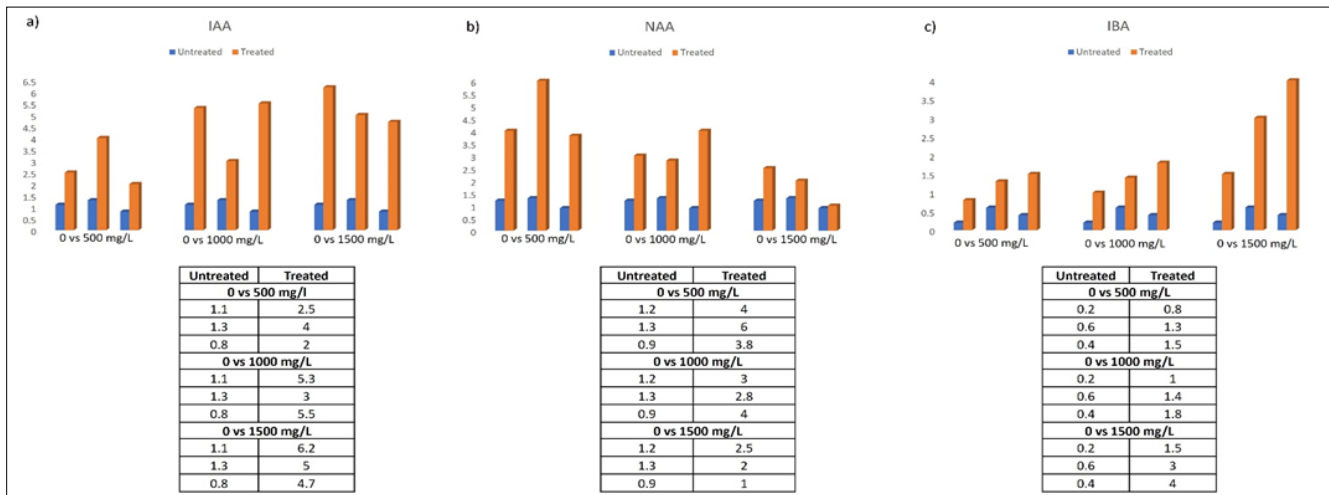 a)
IAA
Untreated Treated
6.5
6
5.5
5
4.5
4
3.5
3
2.5
2
1.5
1
0.5
0
0 vs 500 mg/L 0 vs 1000 mg/L 0 vs 1500 mg/L
Untreated Treated
0 vs 500 mg/l
1.1 2.5
1.3 4
0.8 2
0 vs 1000 mg/L
1.1 5.3
1.3 3
0.8 5.5
0 vs 1500 mg/L
1.1 6.2
1.3 5
0.8 4.7
b)
NAA
Untreated Treated
6
5.5
5
4.5
4
3.5
3
2.5
2
1.5
1
0.5
0
0 vs 500 mg/L 0 vs 1000 mg/L 0 vs 1500 mg/L
Untreated Treated
0 vs 500 mg/L
1.2 4
1.3 6
0.9 3.8
0 vs 1000 mg/L
1.2 3
1.3 2.8
0.9 4
0 vs 1500 mg/L
1.2 2.5
1.3 2
0.9 1
c)
IBA
Untreated Treated
4
3.5
3
2.5
2
1.5
1
0.5
0
0 vs 500 mg/L 0 vs 1000 mg/L 0 vs 1500 mg/L
Untreated Treated
0 vs 500 mg/L
0.2 0.8
0.6 1.3
0.4 1.5
0 vs 1000 mg/L
0.2 1
0.6 1.4
0.4 1.8
0 vs 1500 mg/L
0.2 1.5
0.6 3
0.4 4